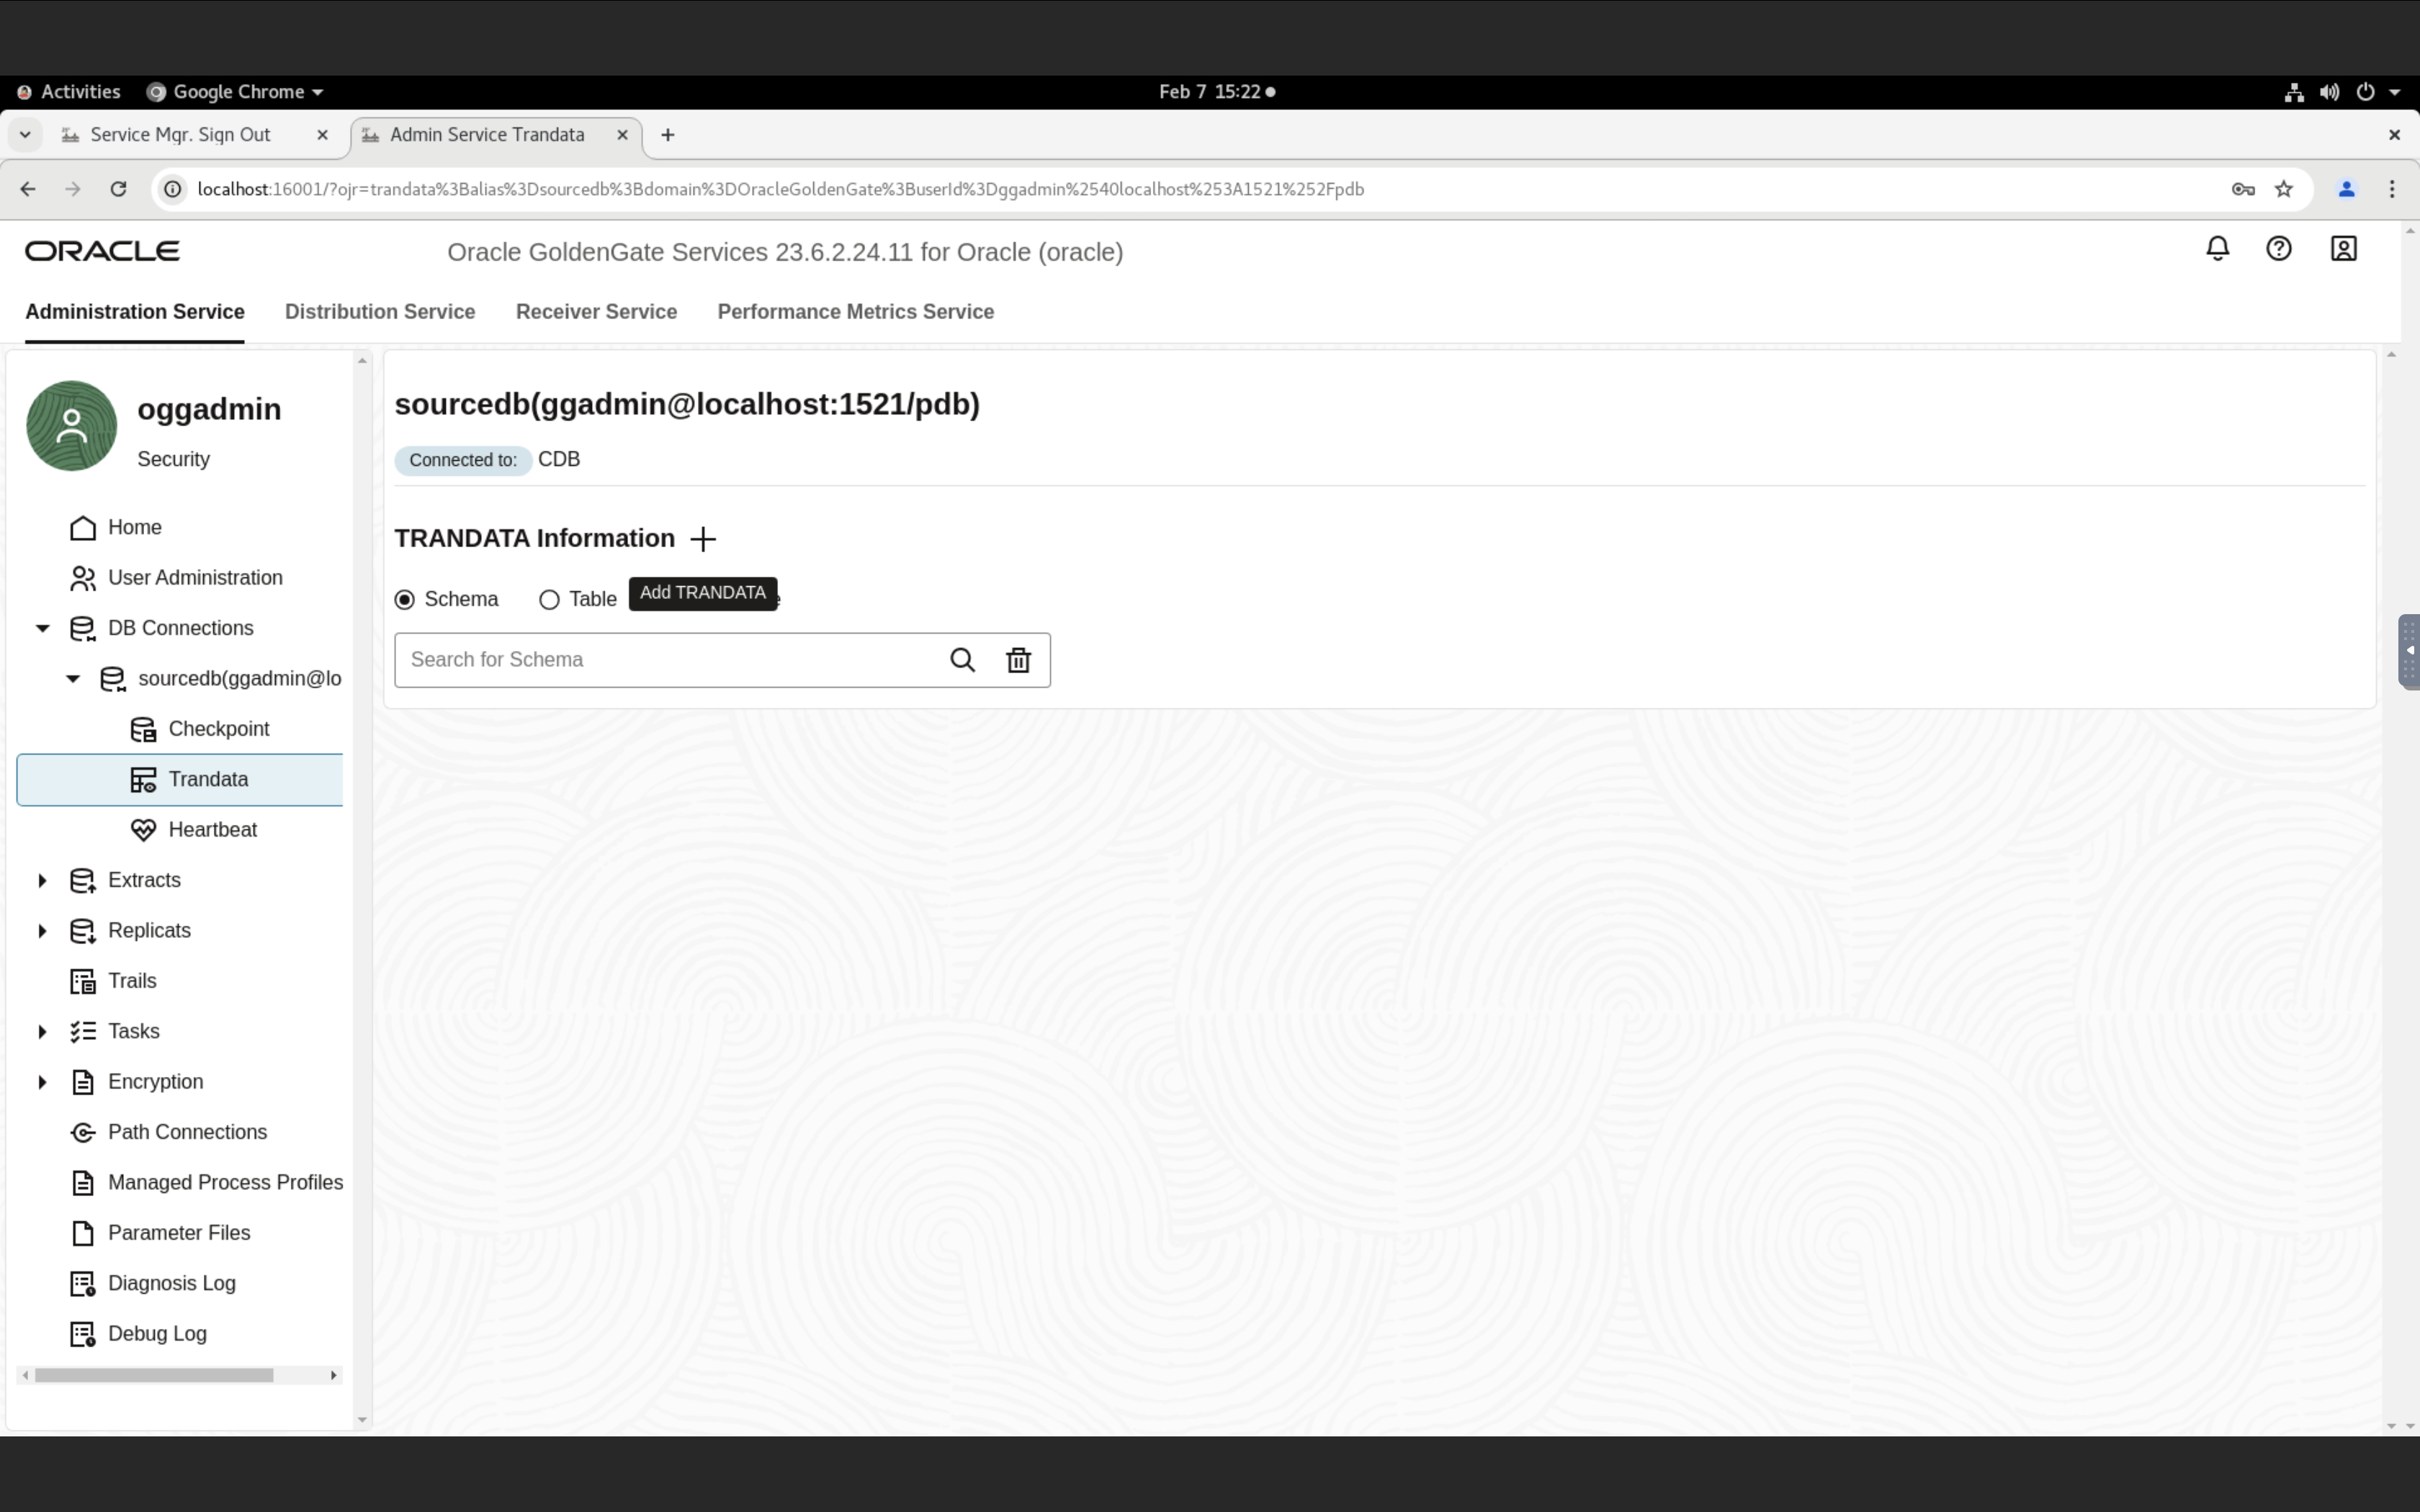 Activities Google Chrome Feb 7 15:22
Service Mgr. Sign Out Admin Service Trandata
localhost:16001/?ojr=trandata%3Balias%3Dsourcedb%3Bdomain%3DOracleGoldenGate%3BuserId%3Dggadmin%2540localhost%253A1521%252Fpdb
ORACLE Oracle GoldenGate Services 23.6.2.24.11 for Oracle (oracle)
Administration Service Distribution Service Receiver Service Performance Metrics Service
oggadmin
Security
Home
User Administration
DB Connections
sourcedb(ggadmin@lo
Checkpoint
Trandata
Heartbeat
Extracts
Replicats
Trails
Tasks
Encryption
Path Connections
Managed Process Profiles
Parameter Files
Diagnosis Log
Debug Log
sourcedb(ggadmin@localhost:1521/pdb)
Connected to: CDB
TRANDATA Information
Schema Table Add TRANDATA
Search for Schema